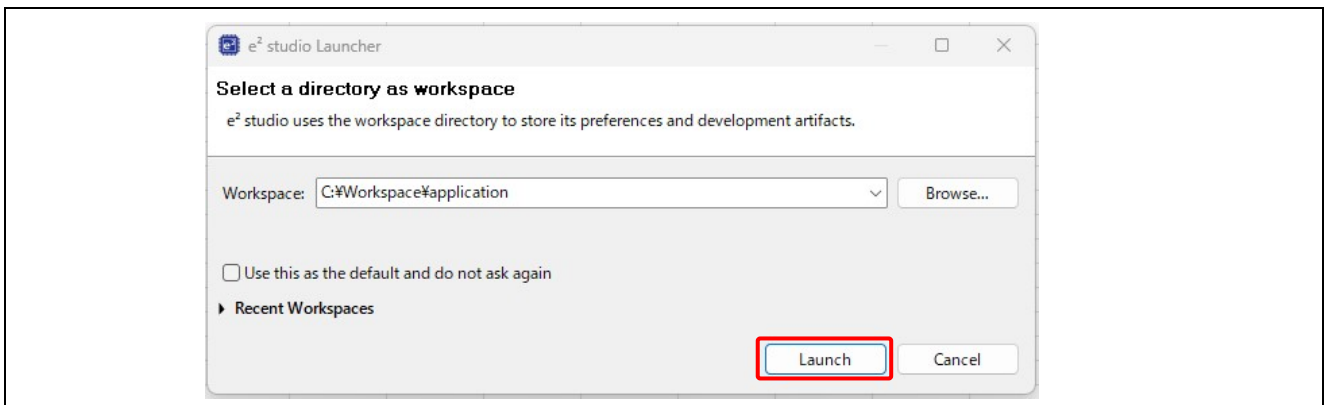 e² studio Launcher
Select a directory as workspace
e² studio uses the workspace directory to store its preferences and development artifacts.
Workspace: C:¥Workspace¥application Browse...
Use this as the default and do not ask again
Recent Workspaces
Launch Cancel